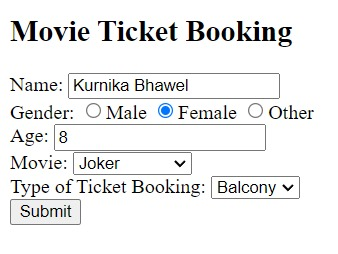 Movie Ticket Booking
Name: Kurnika Bhawel
Gender: Male Female Other
Age: 8
Movie: Joker
Type of Ticket Booking: Balcony
Submit